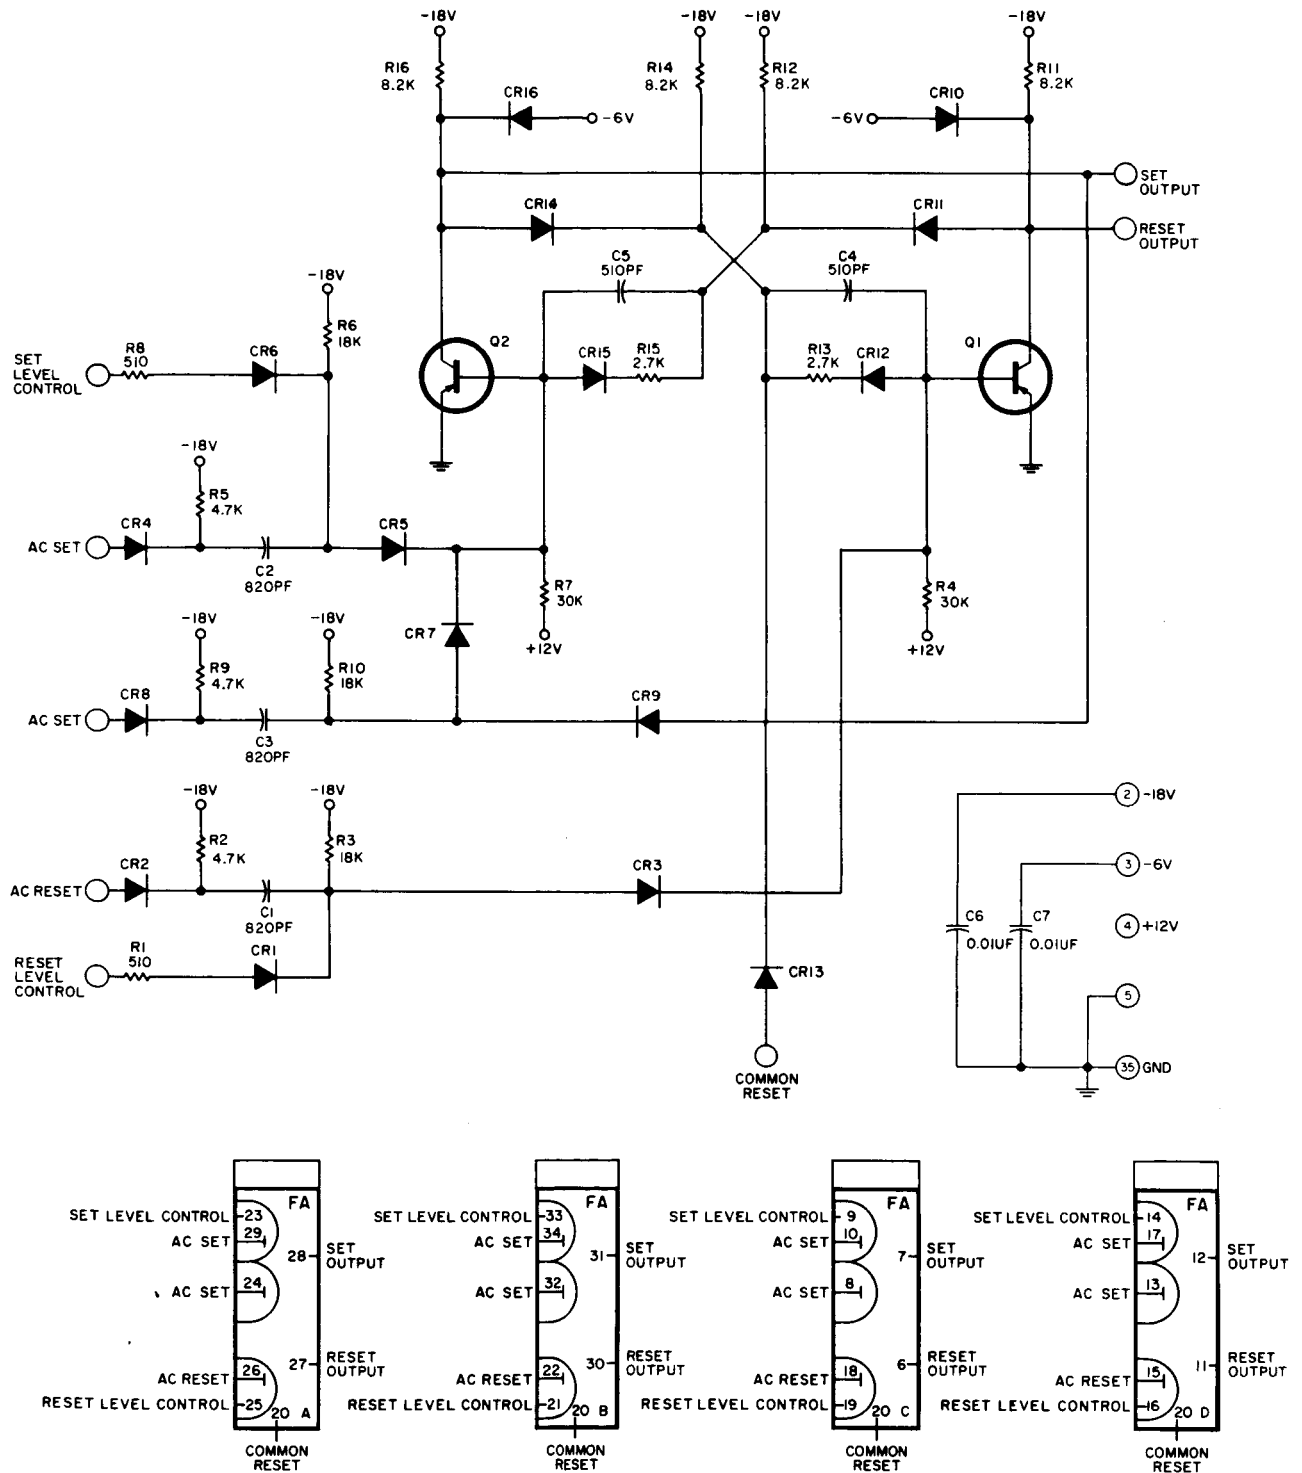 -18V
-18V
-18V
-18V
R16
8.2K
R14
8.2K
R12
8.2K
R11
8.2K
CR16
-6V
CR10
-6V
SET
OUTPUT
CR14
CR11
RESET
OUTPUT
C5
510PF
C4
510PF
-18V
R6
18K
Q2
Q1
SET
LEVEL
CONTROL
R8
510
CR6
CR15
R15
2.7K
R13
2.7K
CR12
-18V
R5
4.7K
AC SET
CR4
C2
820PF
CR5
R7
30K
+12V
R4
30K
+12V
-18V
-18V
CR7
R9
4.7K
R10
18K
AC SET
CR8
C3
820PF
CR9
-18V
-18V
R2
4.7K
R3
18K
AC RESET
CR2
C1
820PF
CR3
RESET
LEVEL
CONTROL
R1
510
CR1
CR13
COMMON
RESET
2 -18V
3 -6V
C6
0.01UF
C7
0.01UF
4 +12V
5
35 GND
FA
SET LEVEL CONTROL 23
AC SET 29
28 SET
OUTPUT
AC SET 24
27 RESET
OUTPUT
AC RESET 26
RESET LEVEL CONTROL 25
20 A
COMMON
RESET
FA
SET LEVEL CONTROL 33
AC SET 34
31 SET
OUTPUT
AC SET 32
30 RESET
OUTPUT
AC RESET 22
RESET LEVEL CONTROL 21
20 B
COMMON
RESET
FA
SET LEVEL CONTROL 9
AC SET 10
7 SET
OUTPUT
AC SET 8
6 RESET
OUTPUT
AC RESET 18
RESET LEVEL CONTROL 19
20 C
COMMON
RESET
FA
SET LEVEL CONTROL 14
AC SET 17
12 SET
OUTPUT
AC SET 13
11 RESET
OUTPUT
AC RESET 15
RESET LEVEL CONTROL 16
20 D
COMMON
RESET